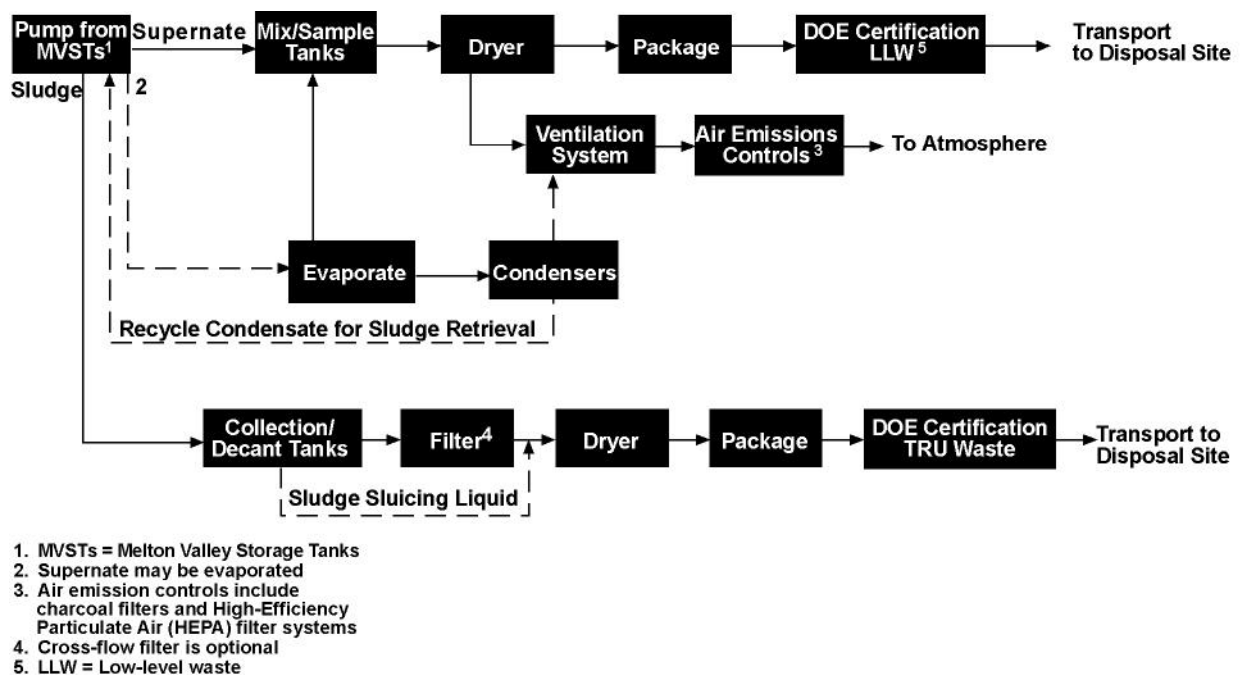 Pump from
MVSTs1
Supernate
Mix/Sample
Tanks
Dryer
Package
DOE Certification
LLW5
Transport
to Disposal Site
Sludge
2
Ventilation
System
Air Emissions
Controls3
To Atmosphere
Evaporate
Condensers
Recycle Condensate for Sludge Retrieval
Collection/
Decant Tanks
Filter4
Dryer
Package
DOE Certification
TRU Waste
Transport to
Disposal Site
Sludge Sluicing Liquid
1. MVSTs = Melton Valley Storage Tanks
2. Supernate may be evaporated
3. Air emission controls include
charcoal filters and High-Efficiency
Particulate Air (HEPA) filter systems
4. Cross-flow filter is optional
5. LLW = Low-level waste